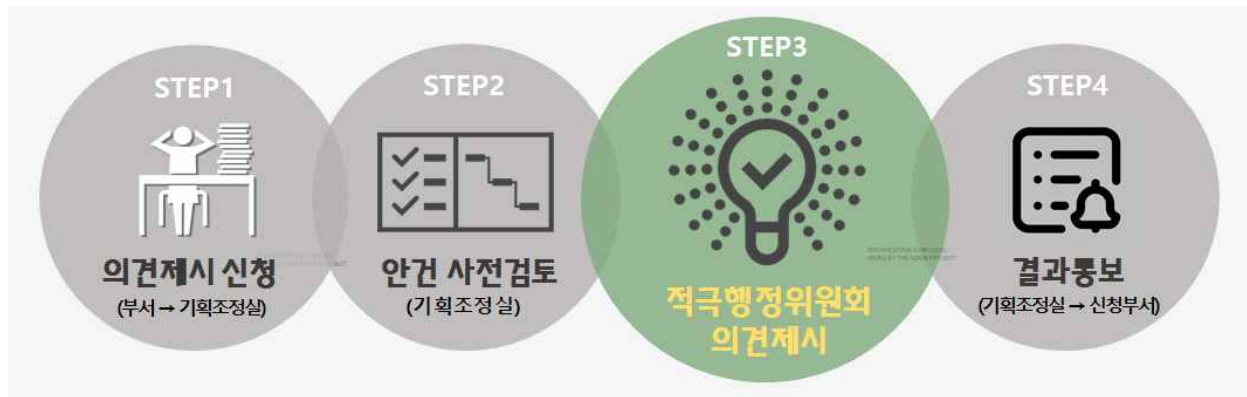 STEP1
의견제시 신청
(부서 → 기획조정실)
STEP2
안건 사전검토
(기획조정실)
STEP3
적극행정위원회
의견제시
STEP4
결과통보
(기획조정실 → 신청부서)